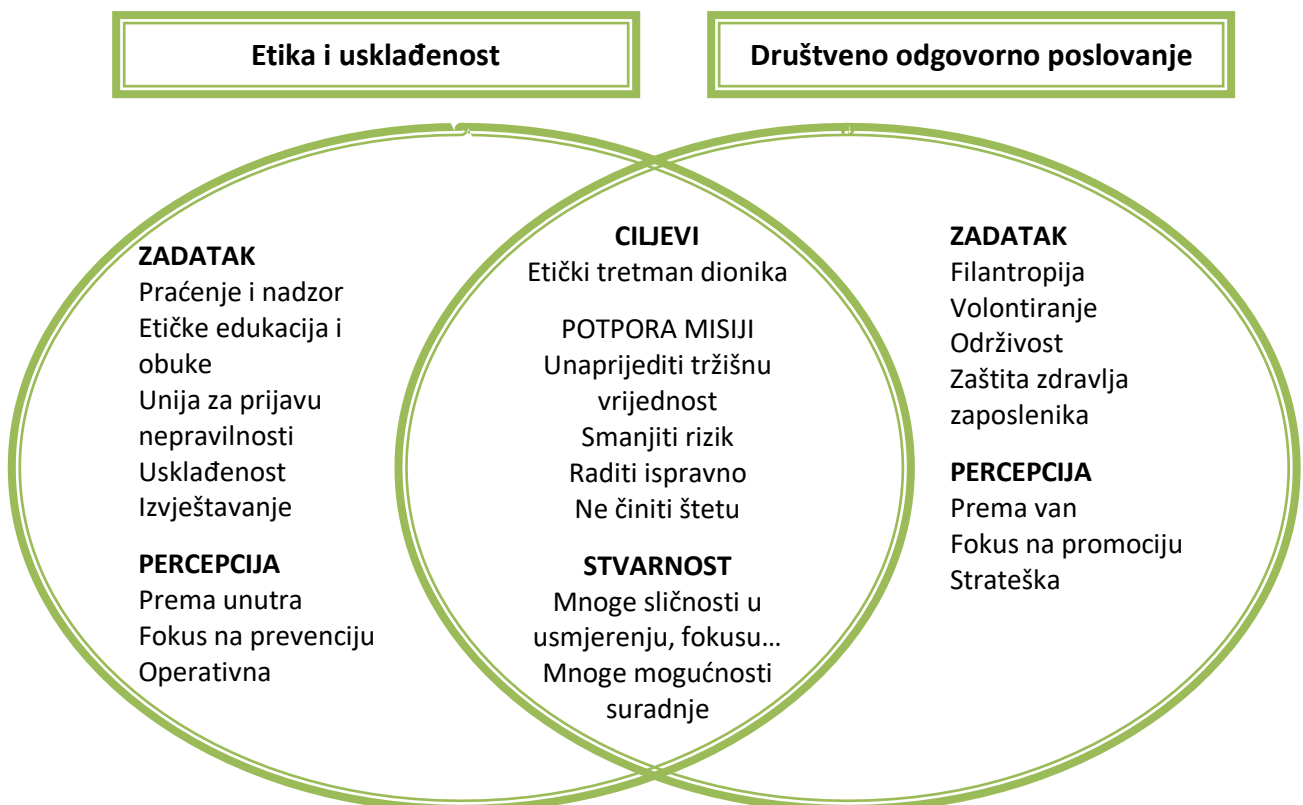 Etika i usklađenost
Društveno odgovorno poslovanje
ZADATAK
Praćenje i nadzor
Etičke edukacija i
obuke
Unija za prijavu
nepravilnosti
Usklađenost
Izvještavanje
PERCEPCIJA
Prema unutra
Fokus na prevenciju
Operativna
CILJEVI
Etički tretman dionika
POTPORA MISIJI
Unaprijediti tržišnu
vrijednost
Smanjiti rizik
Raditi ispravno
Ne činiti štetu
STVARNOST
Mnoge sličnosti u
usmjerenju, fokusu…
Mnoge mogućnosti
suradnje
ZADATAK
Filantropija
Volontiranje
Održivost
Zaštita zdravlja
zaposlenika
PERCEPCIJA
Prema van
Fokus na promociju
Strateška